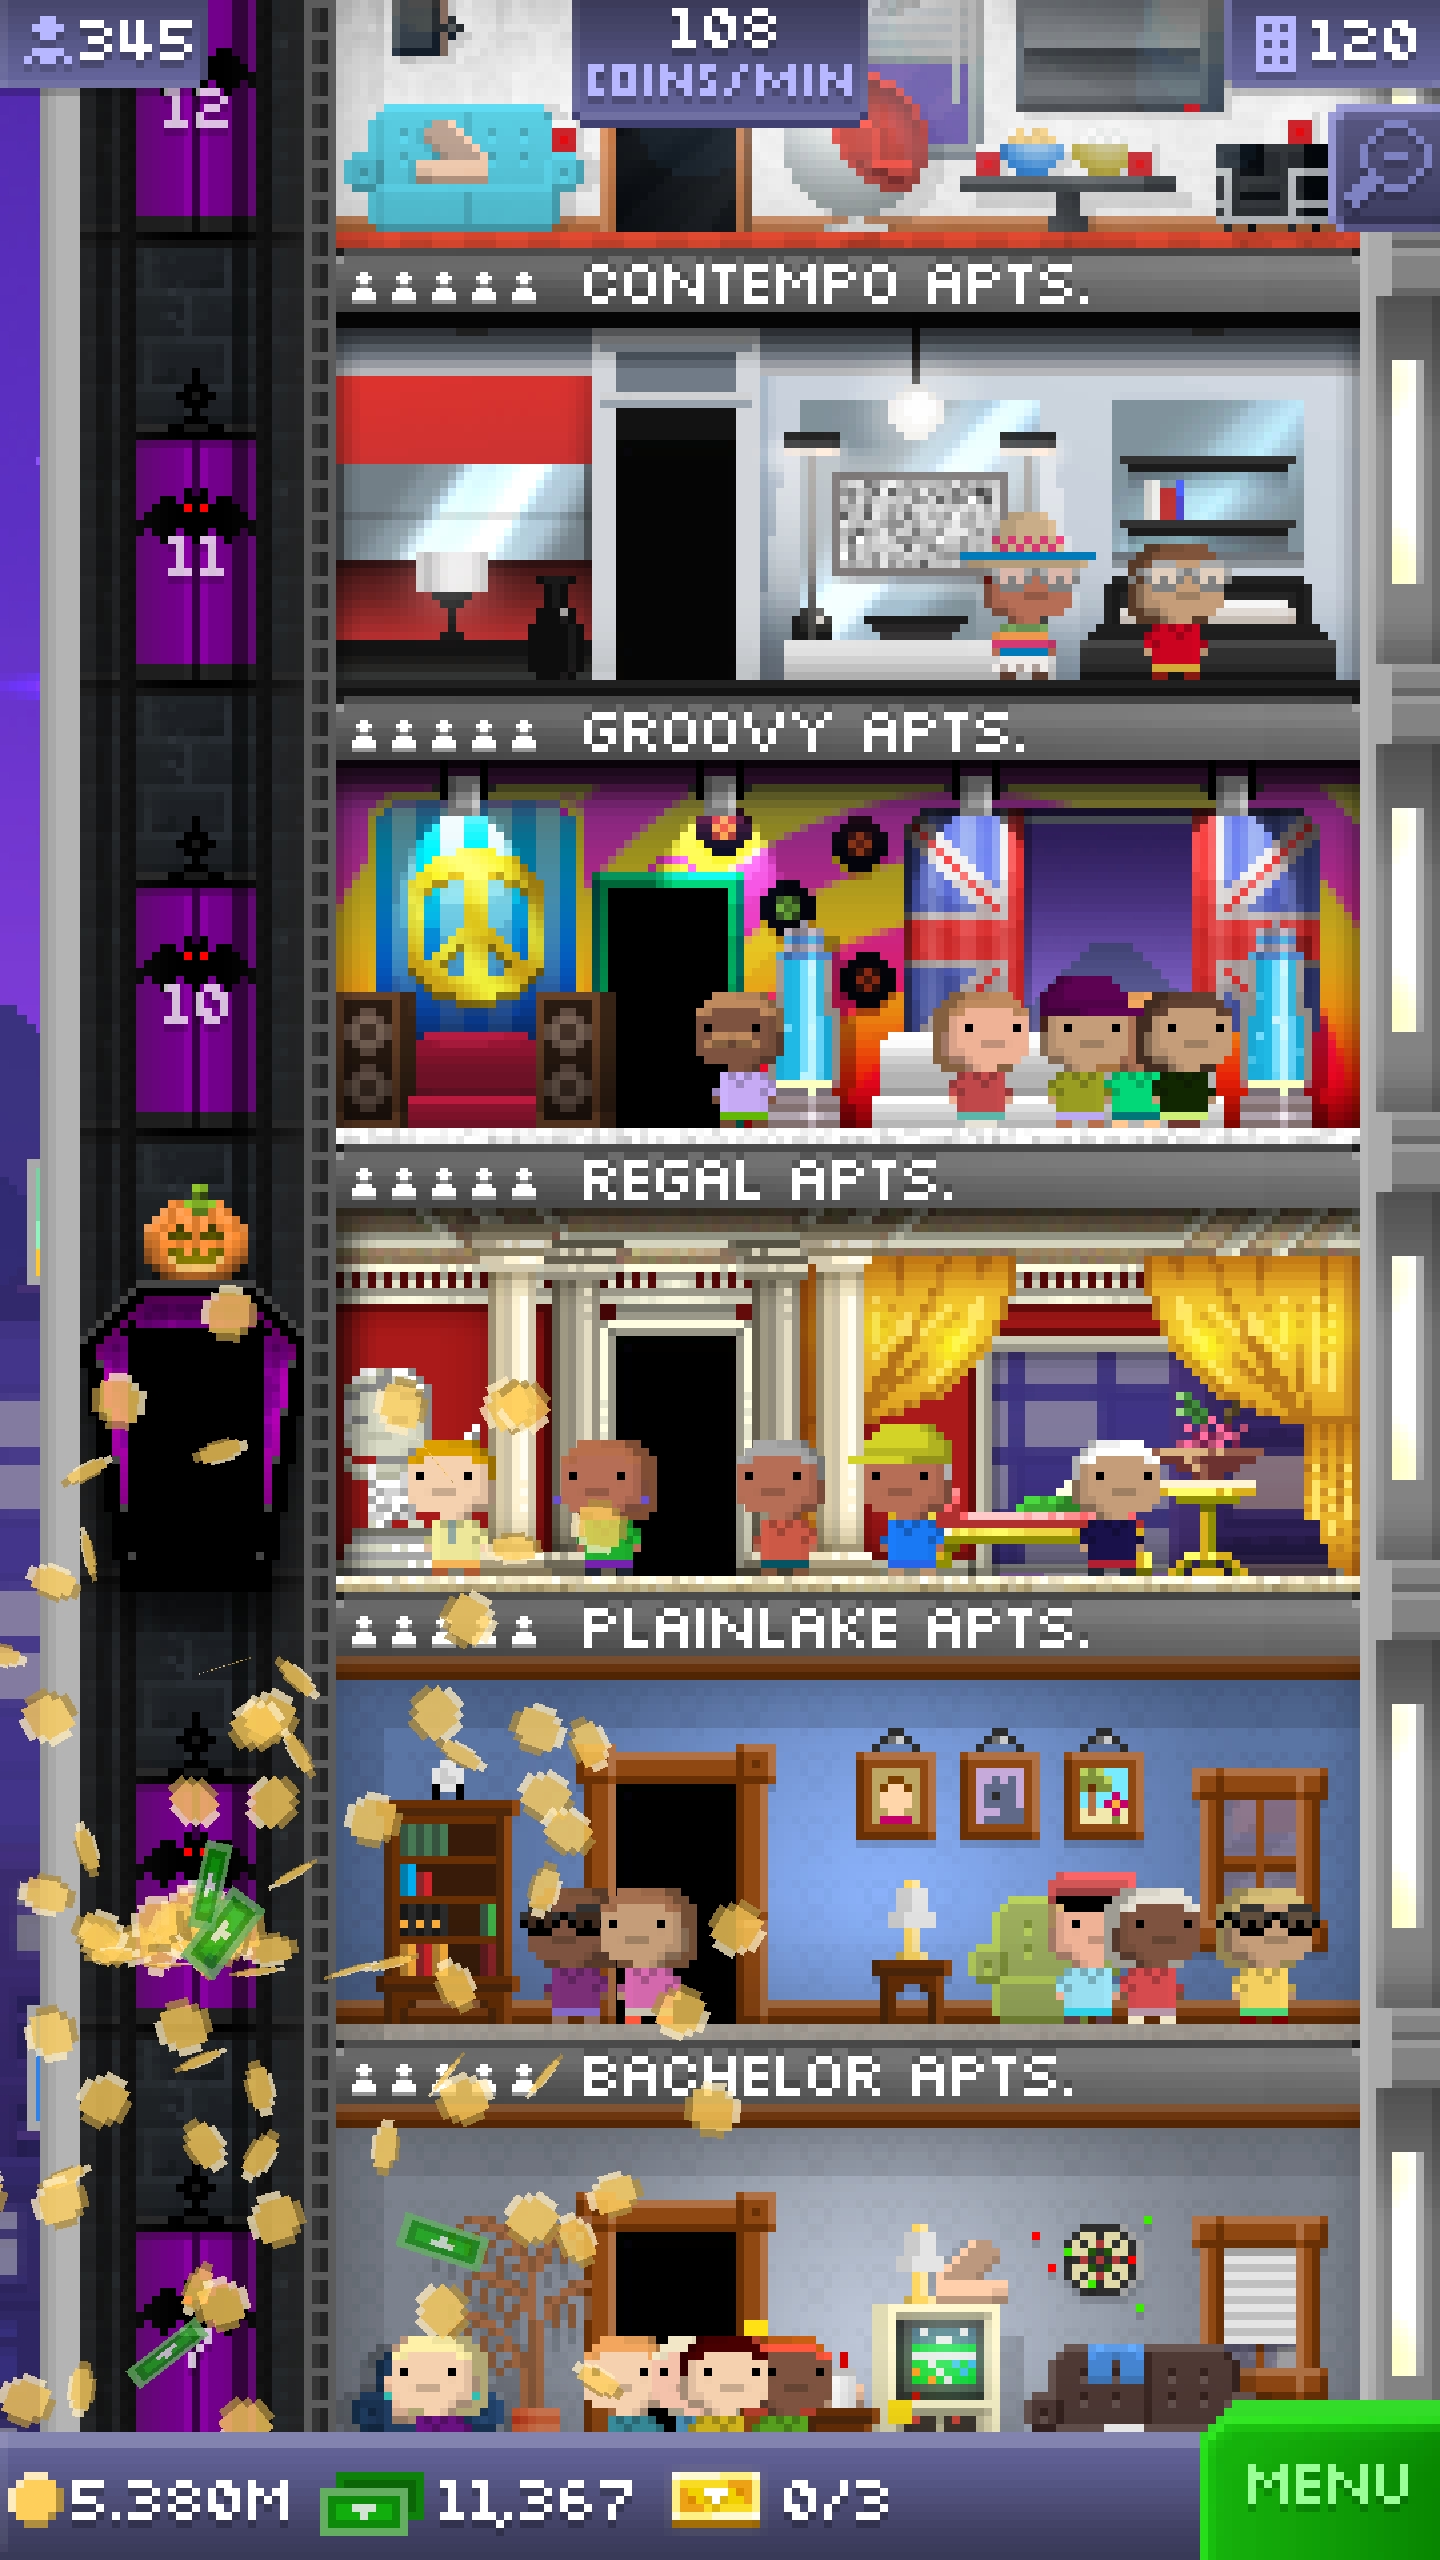 345
108
COINS/MIN
120
12
CONTEMPO APTS.
11
GROOVY APTS.
10
REGAL APTS.
PLAINLAKE APTS.
BACHELOR APTS.
5.380M
11,367
0/3
MENU